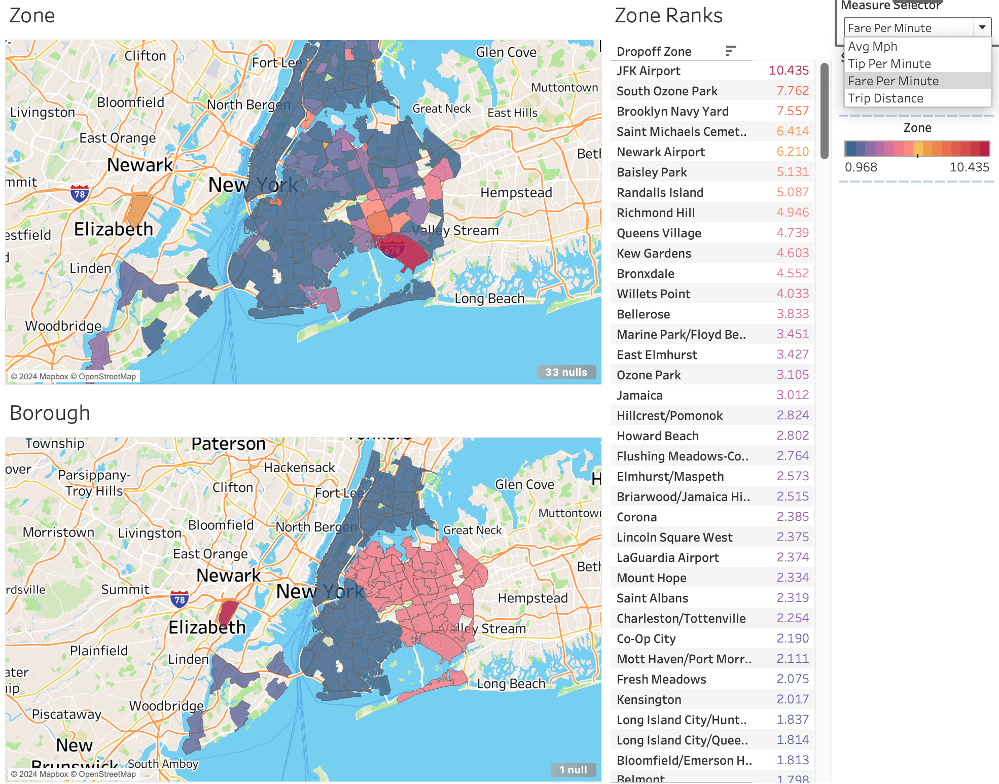 Zone
Clifton
Fort Lee
Glen Cove
Muttontown
Bloomfield
North Bergen
Great Neck
East Hills
Livingston
East Orange
Newark
Beth
mmit
New York
78
Hempstead
Elizabeth
estfield
Valley Stream
678
Linden
Long Beach
Woodbridge
33 nulls
© 2024 Mapbox © OpenStreetMap
Borough
Township
Paterson
Yonkers
Hackensack
over
Parsippany-
Troy Hills
Clifton
Fort Lee
Glen Cove
H
Muttontown
Bloomfield
North Bergen
Great Neck
Morristown
Livingston
East Orange
Newark
Beth
rdsville
Summit
New York
78
Hempstead
Elizabeth
Valley Stream
Plainfield
Linden
ater
hip
Long Beach
Woodbridge
Piscataway
New
Brunswick
South Amboy
1 null
© 2024 Mapbox © OpenStreetMap
Zone Ranks
Dropoff Zone
JFK Airport 10.435
South Ozone Park 7.762
Brooklyn Navy Yard 7.557
Saint Michaels Cemet.. 6.414
Newark Airport 6.210
Baisley Park 5.131
Randalls Island 5.087
Richmond Hill 4.946
Queens Village 4.739
Kew Gardens 4.603
Bronxdale 4.552
Willets Point 4.033
Bellerose 3.833
Marine Park/Floyd Be.. 3.451
East Elmhurst 3.427
Ozone Park 3.105
Jamaica 3.012
Hillcrest/Pomonok 2.824
Howard Beach 2.802
Flushing Meadows-Co.. 2.764
Elmhurst/Maspeth 2.573
Briarwood/Jamaica Hi.. 2.515
Corona 2.385
Lincoln Square West 2.375
LaGuardia Airport 2.374
Mount Hope 2.334
Saint Albans 2.319
Charleston/Tottenville 2.254
Co-Op City 2.190
Mott Haven/Port Morr.. 2.111
Fresh Meadows 2.075
Kensington 2.017
Long Island City/Hunt.. 1.837
Long Island City/Quee.. 1.814
Bloomfield/Emerson H.. 1.813
Belmont 1.798
Measure Selector
Fare Per Minute
Avg Mph
Tip Per Minute
Fare Per Minute
Trip Distance
Zone
0.968 10.435